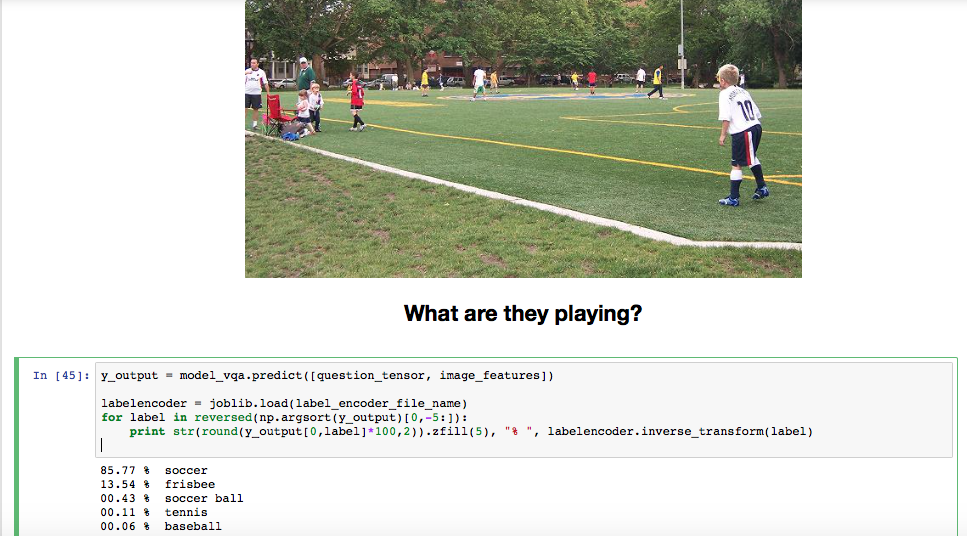 10
What are they playing?
In [45]: y_output = model_vqa.predict([question_tensor, image_features])
labelencoder = joblib.load(label_encoder_file_name)
for label in reversed(np.argsort(y_output)[0,-5:]):
print str(round(y_output[0,label]*100,2)).zfill(5), "% ", labelencoder.inverse_transform(label)
85.77 % soccer
13.54 % frisbee
00.43 % soccer ball
00.11 % tennis
00.06 % baseball